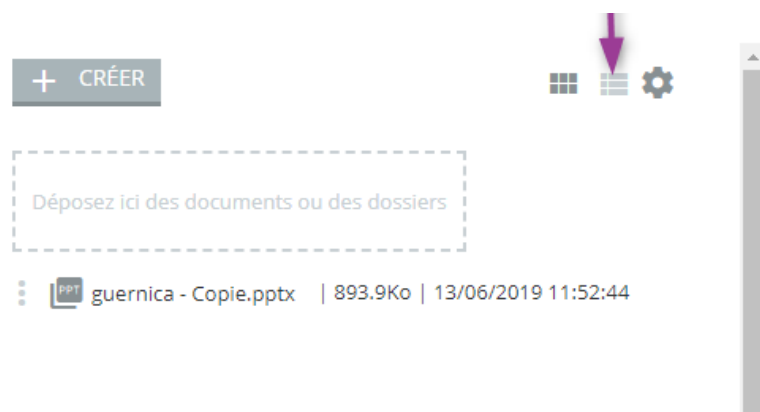 + CRÉER
Déposez ici des documents ou des dossiers
PPT guernica - Copie.pptx | 893.9Ko | 13/06/2019 11:52:44